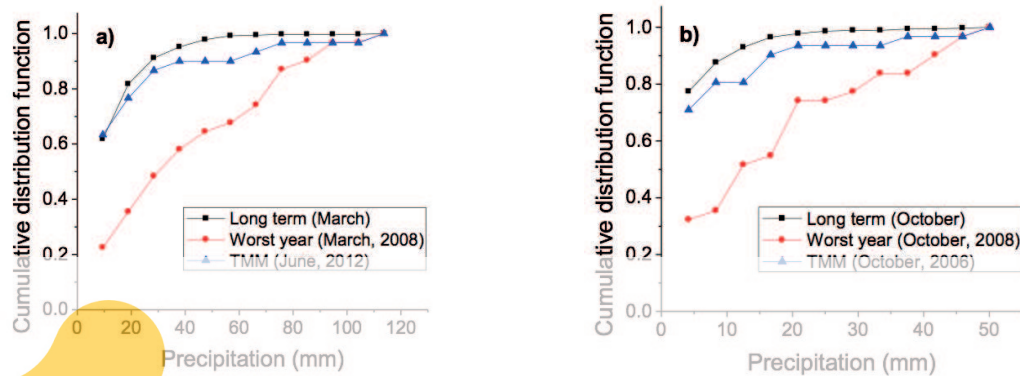 a)
Cumulative distribution function
1.0
0.8
0.6
0.4
0.2
0.0
Long term (March)
Worst year (March, 2008)
TMM (June, 2012)
0 20 40 60 80 100 120
Precipitation (mm)
b)
Cumulative distribution function
1.0
0.8
0.6
0.4
0.2
0.0
Long term (October)
Worst year (October, 2008)
TMM (October, 2006)
0 10 20 30 40 50
Precipitation (mm)